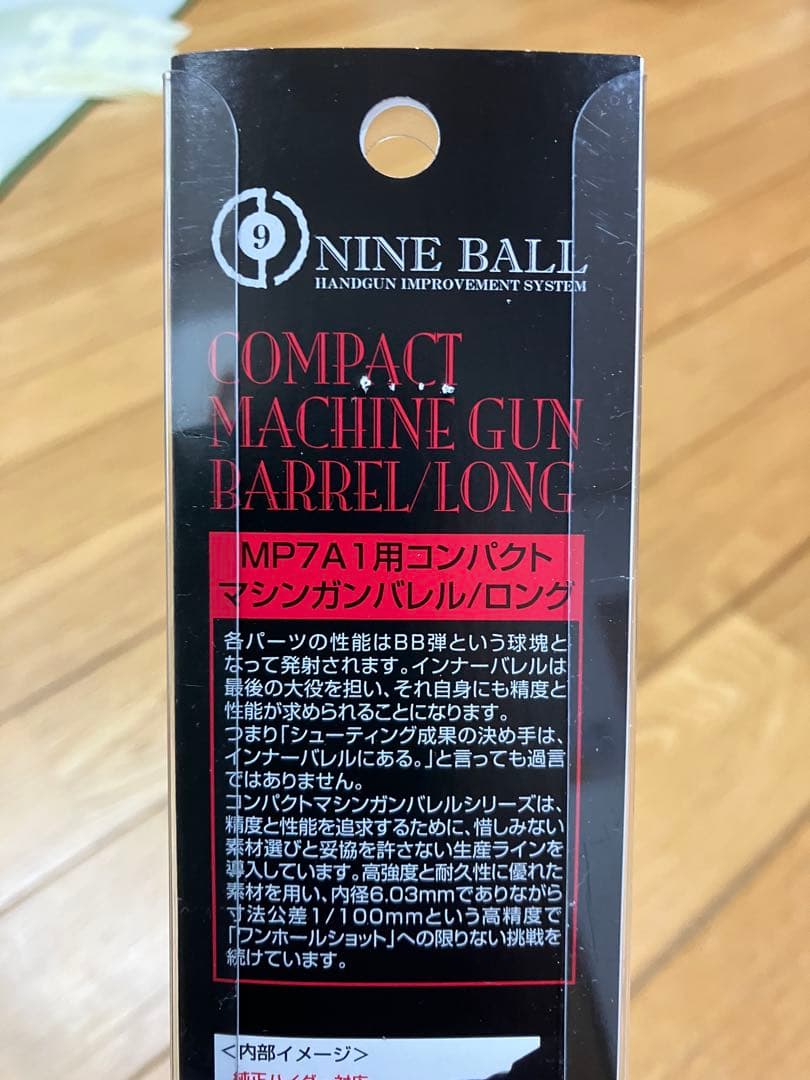 9
NINE BALL
HANDGUN IMPROVEMENT SYSTEM
COMPACT
MACHINE GUN
BARREL/LONG
MP7A1用コンパクト
マシンガンバレル/ロング
各パーツの性能はBB弾という球塊と
なって発射されます。インナーバレルは
最後の大役を担い、それ自身にも精度と
性能が求められることになります。
つまり「シューティング成果の決め手は、
インナーバレルにある。」と言っても過言
ではありません。
コンパクトマシンガンバレルシリーズは、
精度と性能を追求するために、惜しみない
素材選びと妥協を許さない生産ラインを
導入しています。高強度と耐久性に優れた
素材を用い、内径6.03mmでありながら
寸法公差1/100mmという高精度で
「ワンホールショット」への限りない挑戦を
続けています。
<内部イメージ>
純正ハイダー対応